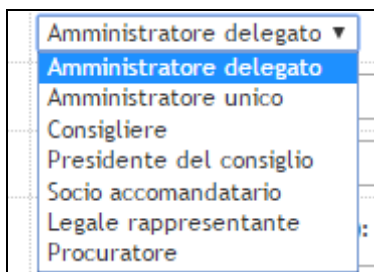 Amministratore delegato ▼
Amministratore delegato
Amministratore unico
Consigliere
Presidente del consiglio
Socio accomandatario
Legale rappresentante
:
Procuratore